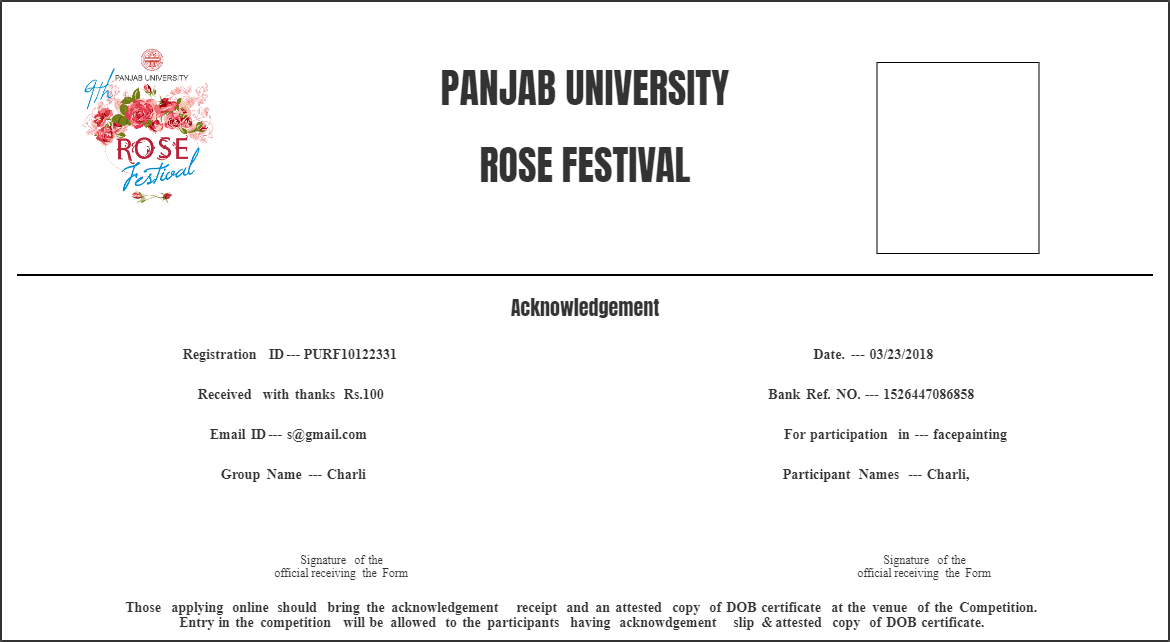 9th
PANJAB UNIVERSITY
ROSE
Festival
PANJAB UNIVERSITY
ROSE FESTIVAL
Acknowledgement
Registration ID --- PURF10122331
Date. --- 03/23/2018
Received with thanks Rs.100
Bank Ref. NO. --- 1526447086858
Email ID --- s@gmail.com
For participation in --- facepainting
Group Name --- Charli
Participant Names --- Charli,
Signature of the
official receiving the Form
Signature of the
official receiving the Form
Those applying online should bring the acknowledgement receipt and an attested copy of DOB certificate at the venue of the Competition.
Entry in the competition will be allowed to the participants having acknowdgement slip & attested copy of DOB certificate.